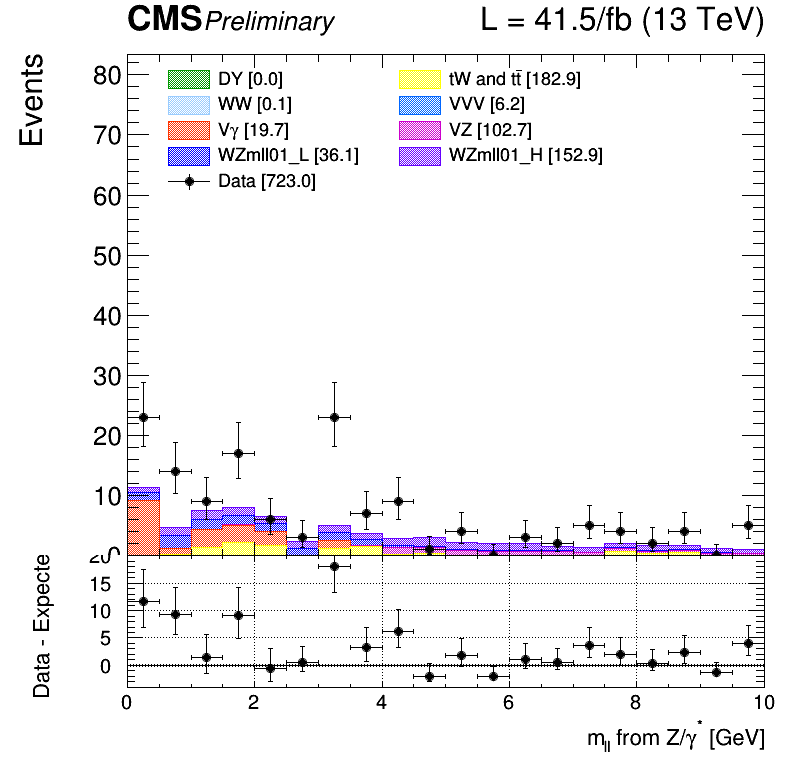 CMS Preliminary L = 41.5/fb (13 TeV)
Events
80
70
60
50
40
30
20
10
DY [0.0]
tW and tt̄ [182.9]
WW [0.1]
VVV [6.2]
Vγ [19.7]
VZ [102.7]
WZmll01_L [36.1]
WZmll01_H [152.9]
Data [723.0]
Data - Expecte
20
15
10
5
0
0 2 4 6 8 10
m_ll from Z/γ* [GeV]